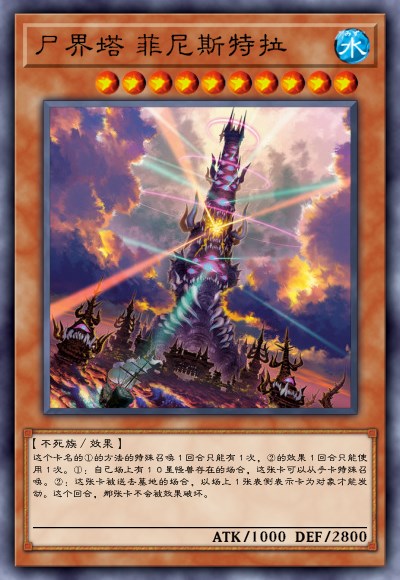 尸界塔 菲尼斯特拉
水
【不死族／效果】
这个卡名的①的方法的特殊召唤１回合只能有１次，②的效果１回合只能使
用１次。①：自己场上有１０星怪兽存在的场合，这张卡可以从手卡特殊召
唤。②：这张卡被送去墓地的场合，以场上１张表侧表示卡为对象才能发
动。这个回合，那张卡不会被效果破坏。
ATK/1000 DEF/2800